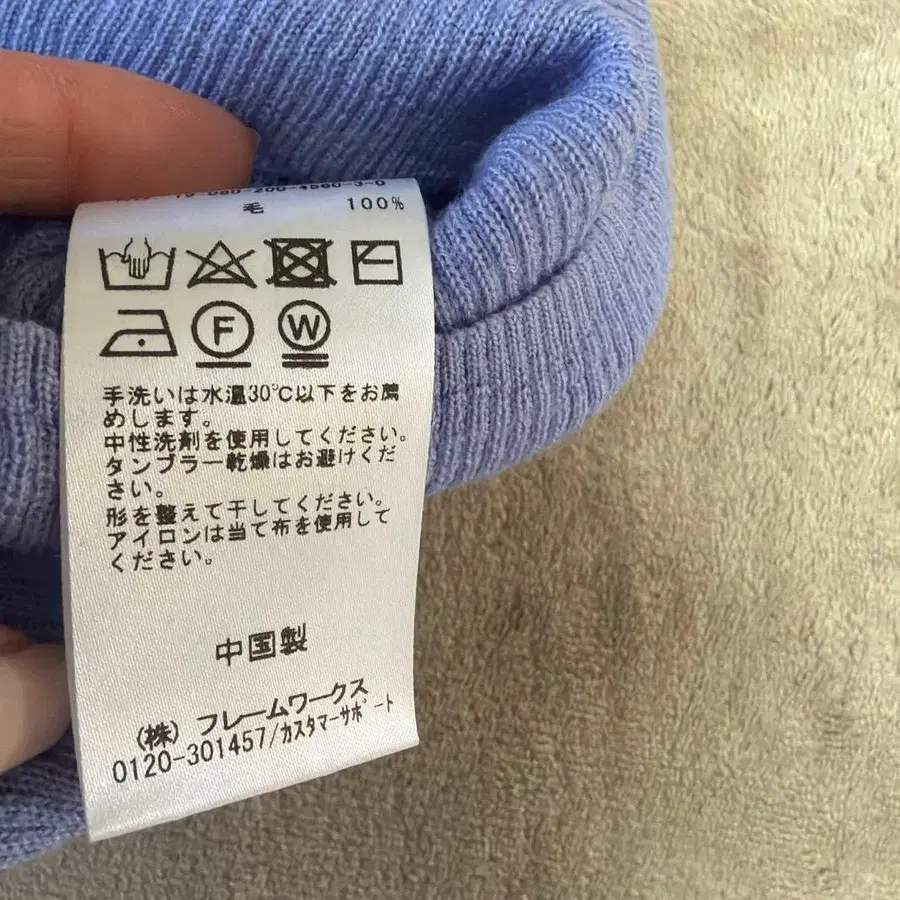 毛 100%
F W
手洗いは水温30℃以下をお薦
めします。
中性洗剤を使用してください。
タンブラー乾燥はお避けくだ
さい。
形を整えて干してください。
アイロンは当て布を使用して
ください。
中国製
(株) フレームワークス
0120-301457/カスタマーサポート